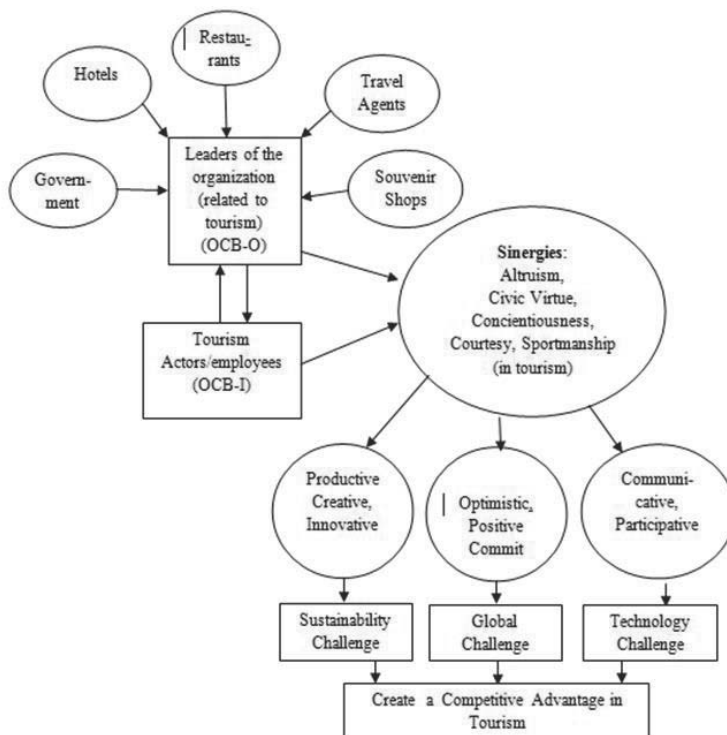 Restau-
rants
Hotels
Travel
Agents
Leaders of the
organization
(related to
tourism)
(OCB-O)
Govern-
ment
Souvenir
Shops
Sinergies:
Altruism,
Civic Virtue,
Concientiousness,
Courtesy, Sportmanship
(in tourism)
Tourism
Actors/employees
(OCB-I)
Productive
Creative,
Innovative
Optimistic,
Positive
Commit
Communi-
cative,
Participative
Sustainability
Challenge
Global
Challenge
Technology
Challenge
Create a Competitive Advantage in
Tourism